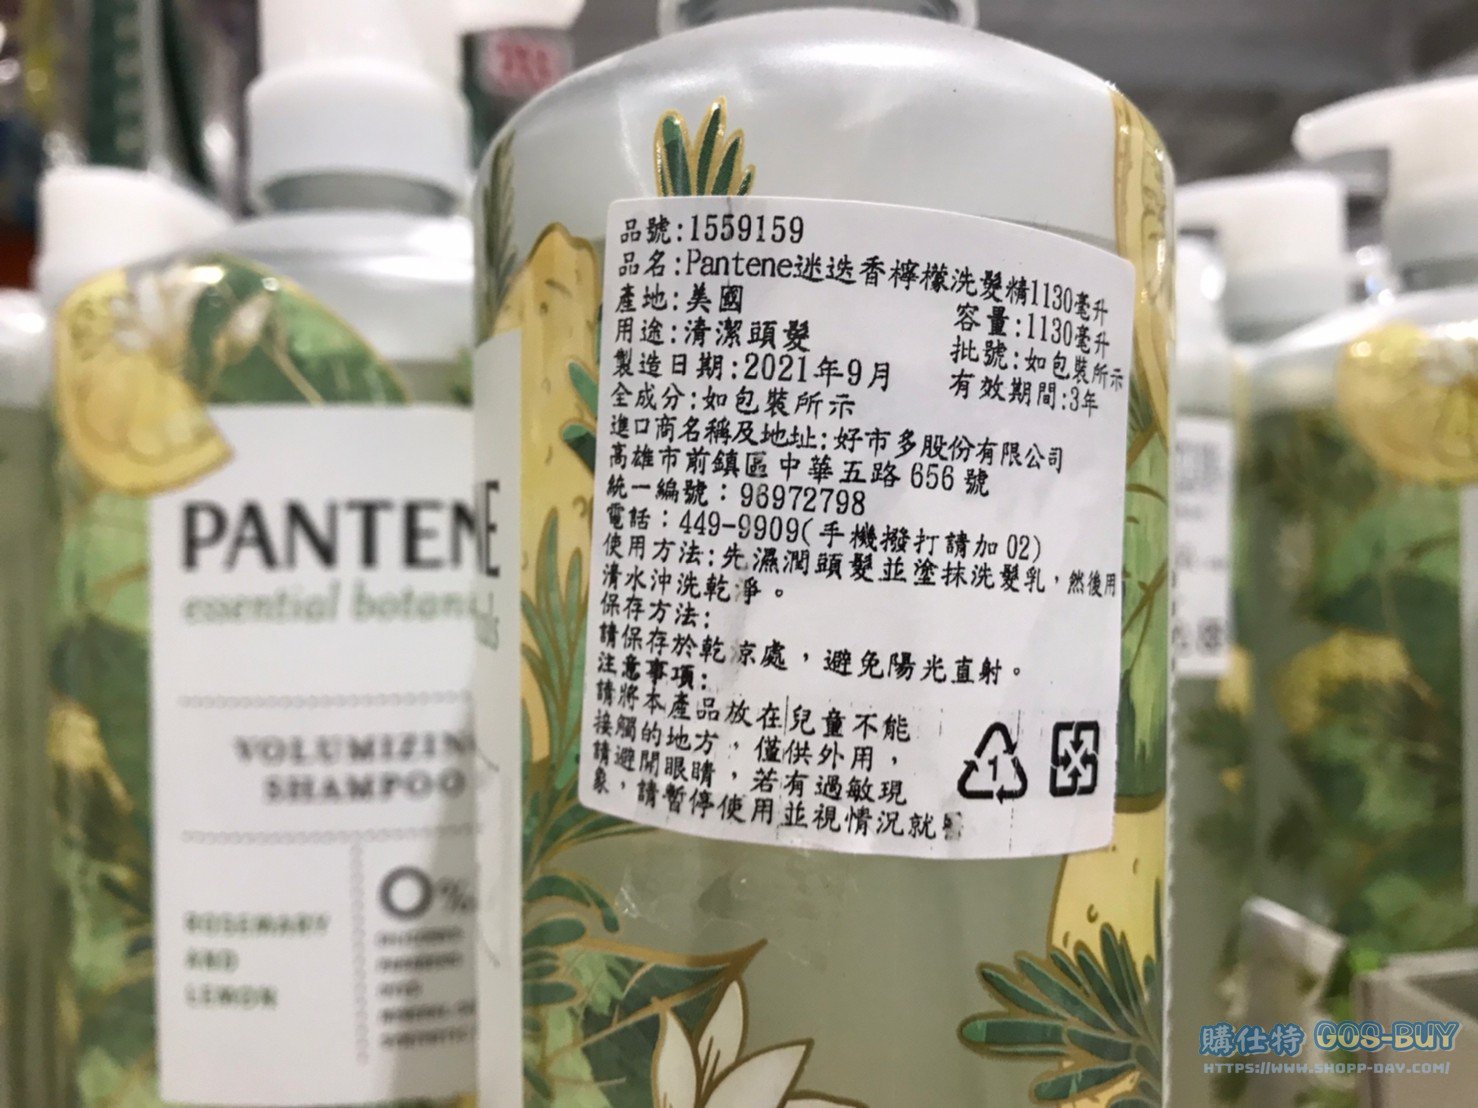 品號:1559159
品名:Pantene迷迭香檸檬洗髮精1130毫升
產地:美國
容量:1130毫升
用途:清潔頭髮
批號:如包裝所示
製造日期:2021年9月
有效期間:3年
全成分:如包裝所示
進口商名稱及地址:好市多股份有限公司
高雄市前鎮區中華五路 656 號
統一編號：96972798
電話：449-9909(手機撥打請加02)
使用方法:先濕潤頭髮並塗抹洗髮乳，然後用
清水沖洗乾淨。
保存方法:
請保存於乾涼處，避免陽光直射。
注意事項:
請將本產品放在兒童不能
接觸的地方，僅供外用，
請避開眼睛，若有過敏現
象，請暫停使用並視情況就
1
PANTENE
essential botan
VOLUMIZIN
SHAMPOO
ROSEMARY
AND
LEMON
0%
NE
als
購仕特 GOS-BUY
HTTPS://WWW.SHOPP-DAY.COM/